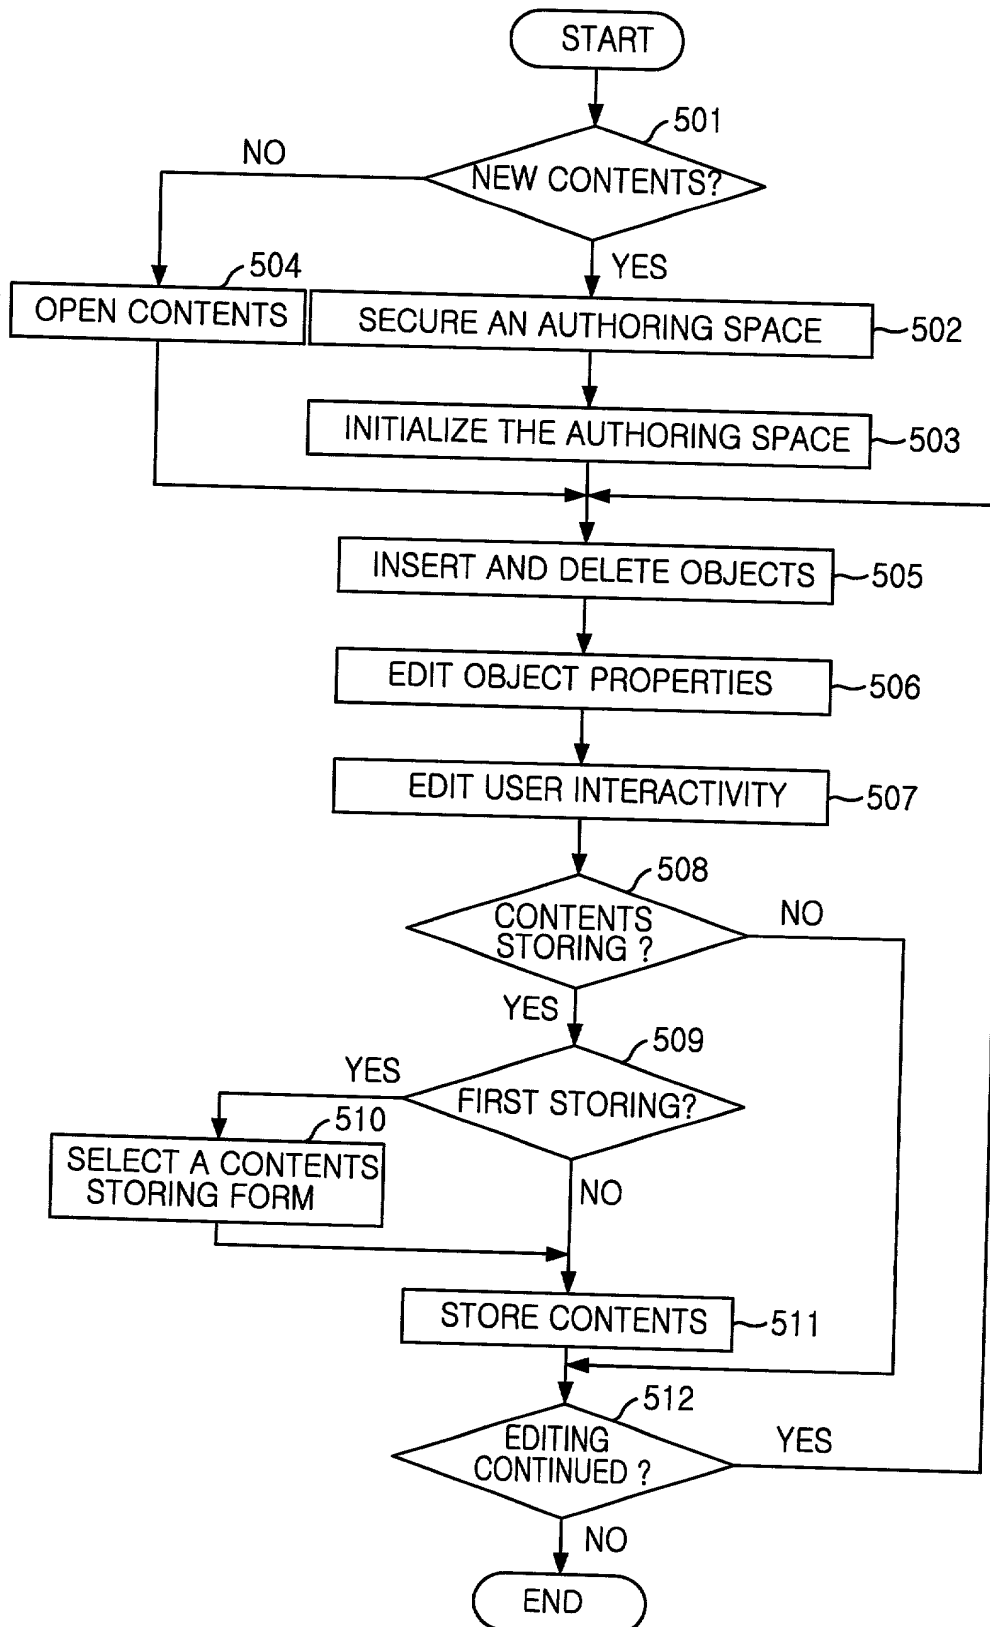 START
501
NEW CONTENTS?
NO
YES
504
OPEN CONTENTS
SECURE AN AUTHORING SPACE
502
INITIALIZE THE AUTHORING SPACE
503
INSERT AND DELETE OBJECTS
505
EDIT OBJECT PROPERTIES
506
EDIT USER INTERACTIVITY
507
508
CONTENTS
STORING ?
NO
YES
509
FIRST STORING?
YES
510
SELECT A CONTENTS
STORING FORM
NO
STORE CONTENTS
511
512
EDITING
CONTINUED ?
YES
NO
END